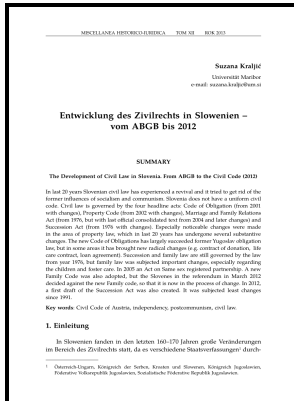 MISCELLANEA HISTORICO-IURIDICA TOM XII ROK 2013
Suzana Kraljić
Universität Maribor
e-mail: suzana.kraljic@um.si
Entwicklung des Zivilrechts in Slowenien –
vom ABGB bis 2012
SUMMARY
The Development of Civil Law in Slovenia. From ABGB to the Civil Code (2012)
In last 20 years Slovenian civil law has experienced a revival and it tried to get rid of the
former influences of socialism and communism. Slovenia does not have a uniform civil
code. Civil law is governed by the four headline acts: Code of Obligation (from 2001
with changes), Property Code (from 2002 with changes), Marriage and Family Relations
Act (from 1976, but with last official consolidated text from 2004 and later changes) and
Succession Act (from 1976 with changes). Especially noticeable changes were made
in the area of property law, which in last 20 years has undergone several substantive
changes. The new Code of Obligations has largely succeeded former Yugoslav obligation
law, but in some areas it has brought new radical changes (e.g. contract of donation, life
care contract, loan agreement). Succession and family law are still governed by the law
from year 1976, but family law was subjected important changes, especially regarding
the children and foster care. In 2005 an Act on Same sex registered partnership. A new
Family Code was also adopted, but the Slovenes in the referendum in March 2012
decided against the new Family code, so that it is now in the process of change. In 2012,
a first draft of the Succession Act was also created. It was subjected least changes
since 1991.
Key words: Civil Code of Austria, independency, postcommunism, civil law.
1. Einleitung
In Slowenien fanden in den letzten 160–170 Jahren große Veränderungen
im Bereich des Zivilrechts statt, da es verschiedene Staatsverfassungen1 durch-
1 Österreich-Ungarn, Königreich der Serben, Kroaten und Slowenen, Königreich Jugoslawien,
Föderative Volksrepublik Jugoslawien, Sozialistische Föderative Republik Jugoslawien.